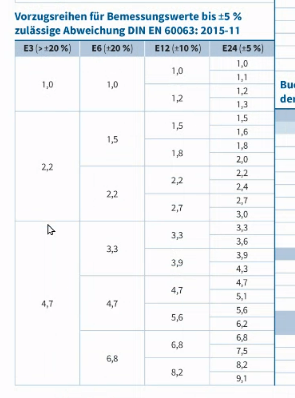 Vorzugsreihen für Bemessungswerte bis ±5 %
zulässige Abweichung DIN EN 60063: 2015-11
E3 (> ±20 %) E6 (±20 %) E12 (±10 %) E24 (±5 %)
1,0 1,0 1,0 1,0
1,1
1,2 1,2
1,3
2,2 1,5 1,5 1,5
1,6
1,8 1,8
2,0
2,2 2,2 2,2
2,4
2,7 2,7
3,0
4,7 3,3 3,3 3,3
3,6
3,9 3,9
4,3
4,7 4,7 4,7
5,1
5,6 5,6
6,2
6,8 6,8 6,8
7,5
8,2 8,2
9,1